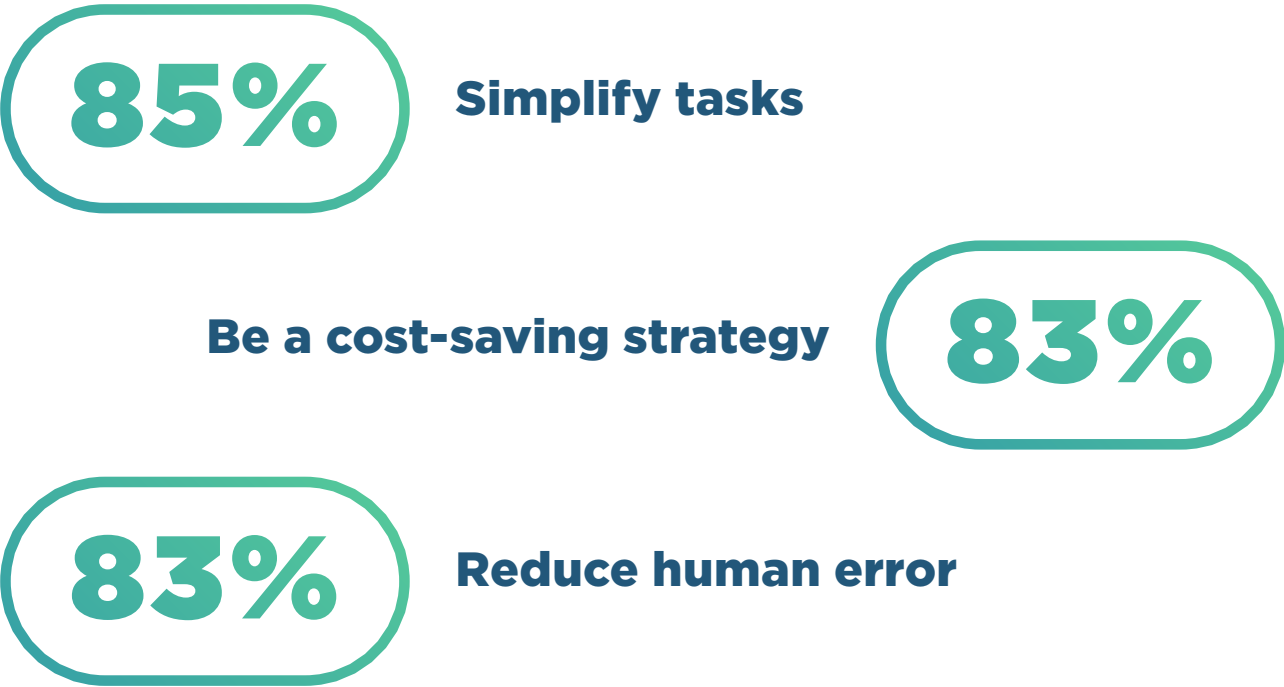 85%
Simplify tasks
Be a cost-saving strategy
83%
83%
Reduce human error